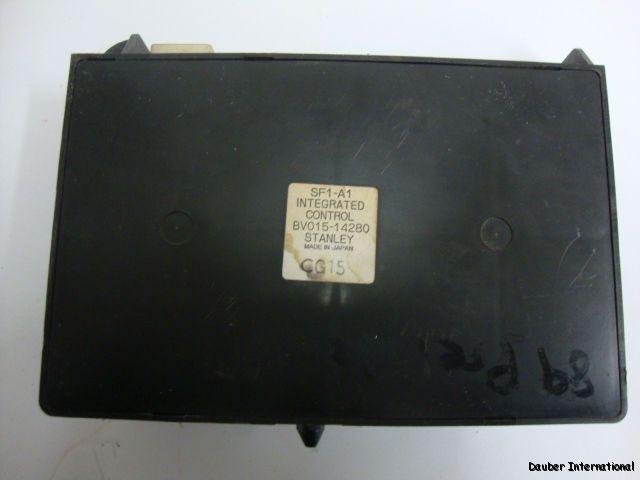 SF1-A1
INTEGRATED
CONTROL
BV015-14280
STANLEY
MADE IN JAPAN
CG15
Dauber International